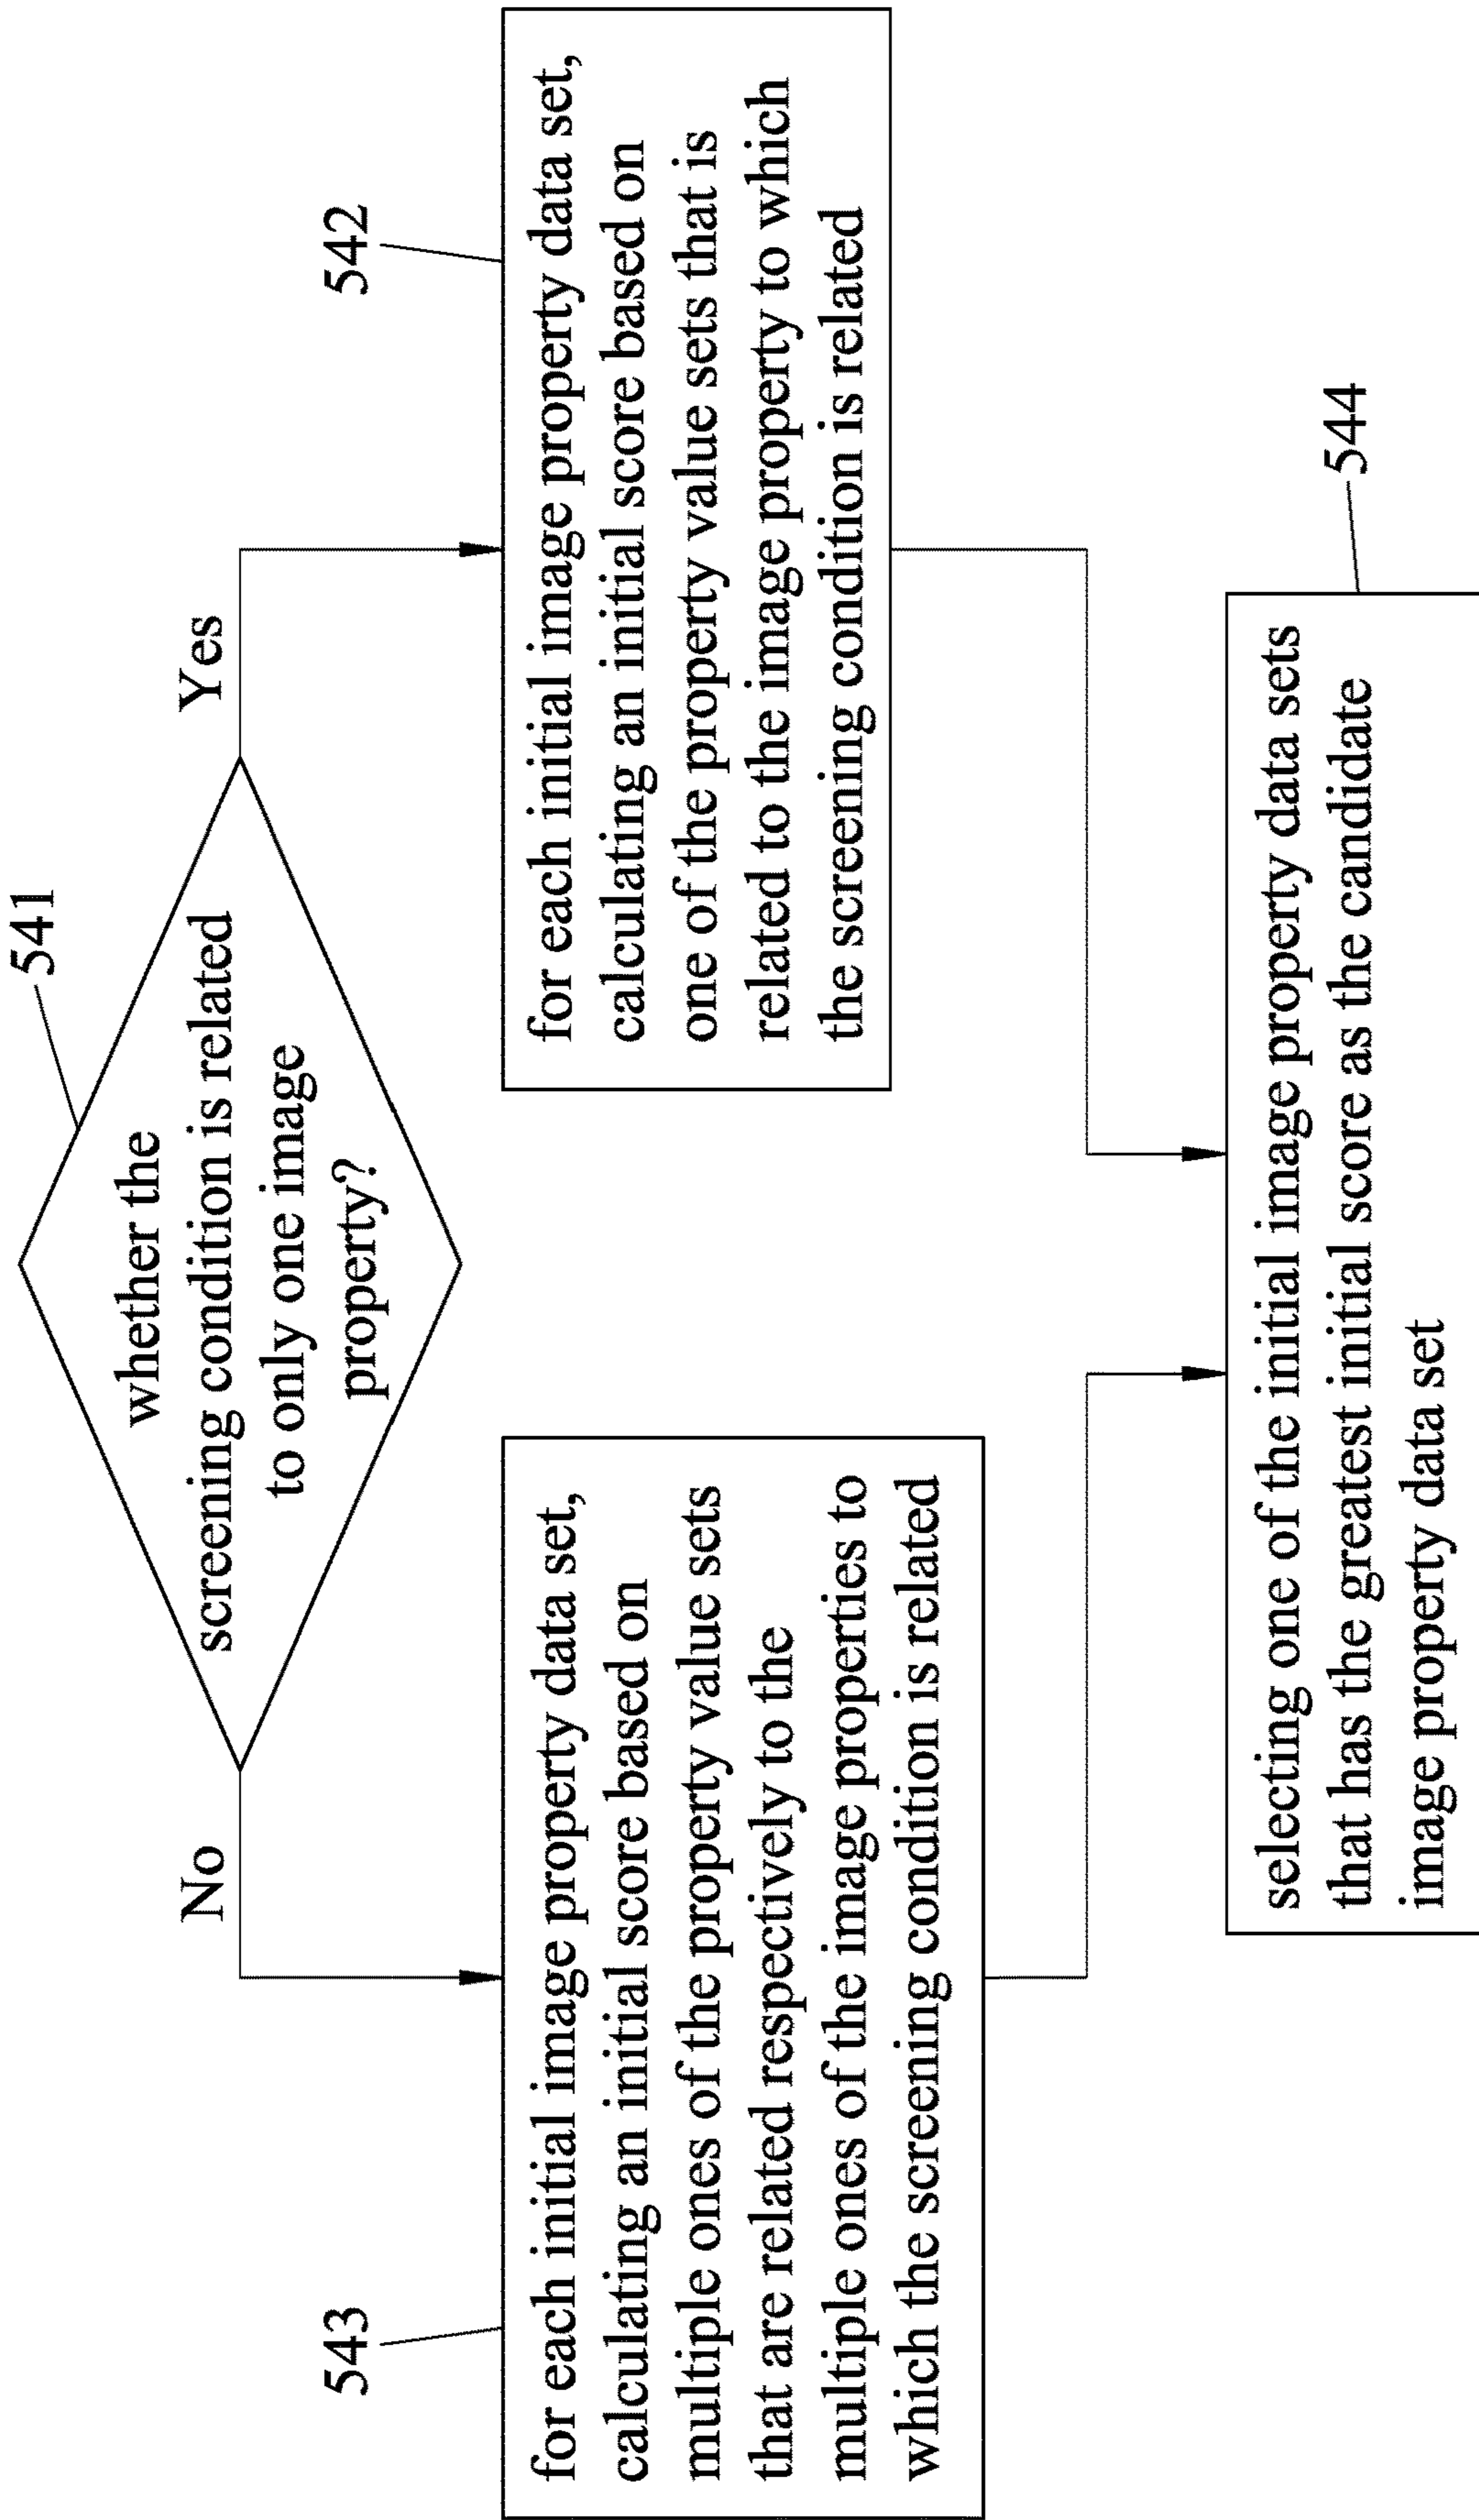 541
whether the
screening condition is related
to only one image
property?
No
Yes
543
for each initial image property data set,
calculating an initial score based on
multiple ones of the property value sets
that are related respectively to the
multiple ones of the image properties to
which the screening condition is related
542
for each initial image property data set,
calculating an initial score based on
one of the property value sets that is
related to the image property to which
the screening condition is related
544
selecting one of the initial image property data sets
that has the greatest initial score as the candidate
image property data set